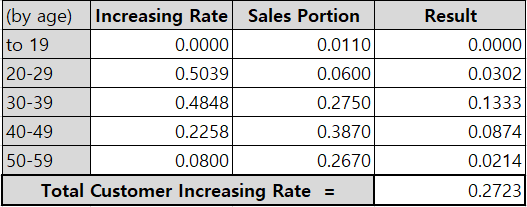 (by age) Increasing Rate Sales Portion Result
to 19 0.0000 0.0110 0.0000
20-29 0.5039 0.0600 0.0302
30-39 0.4848 0.2750 0.1333
40-49 0.2258 0.3870 0.0874
50-59 0.0800 0.2670 0.0214
Total Customer Increasing Rate = 0.2723